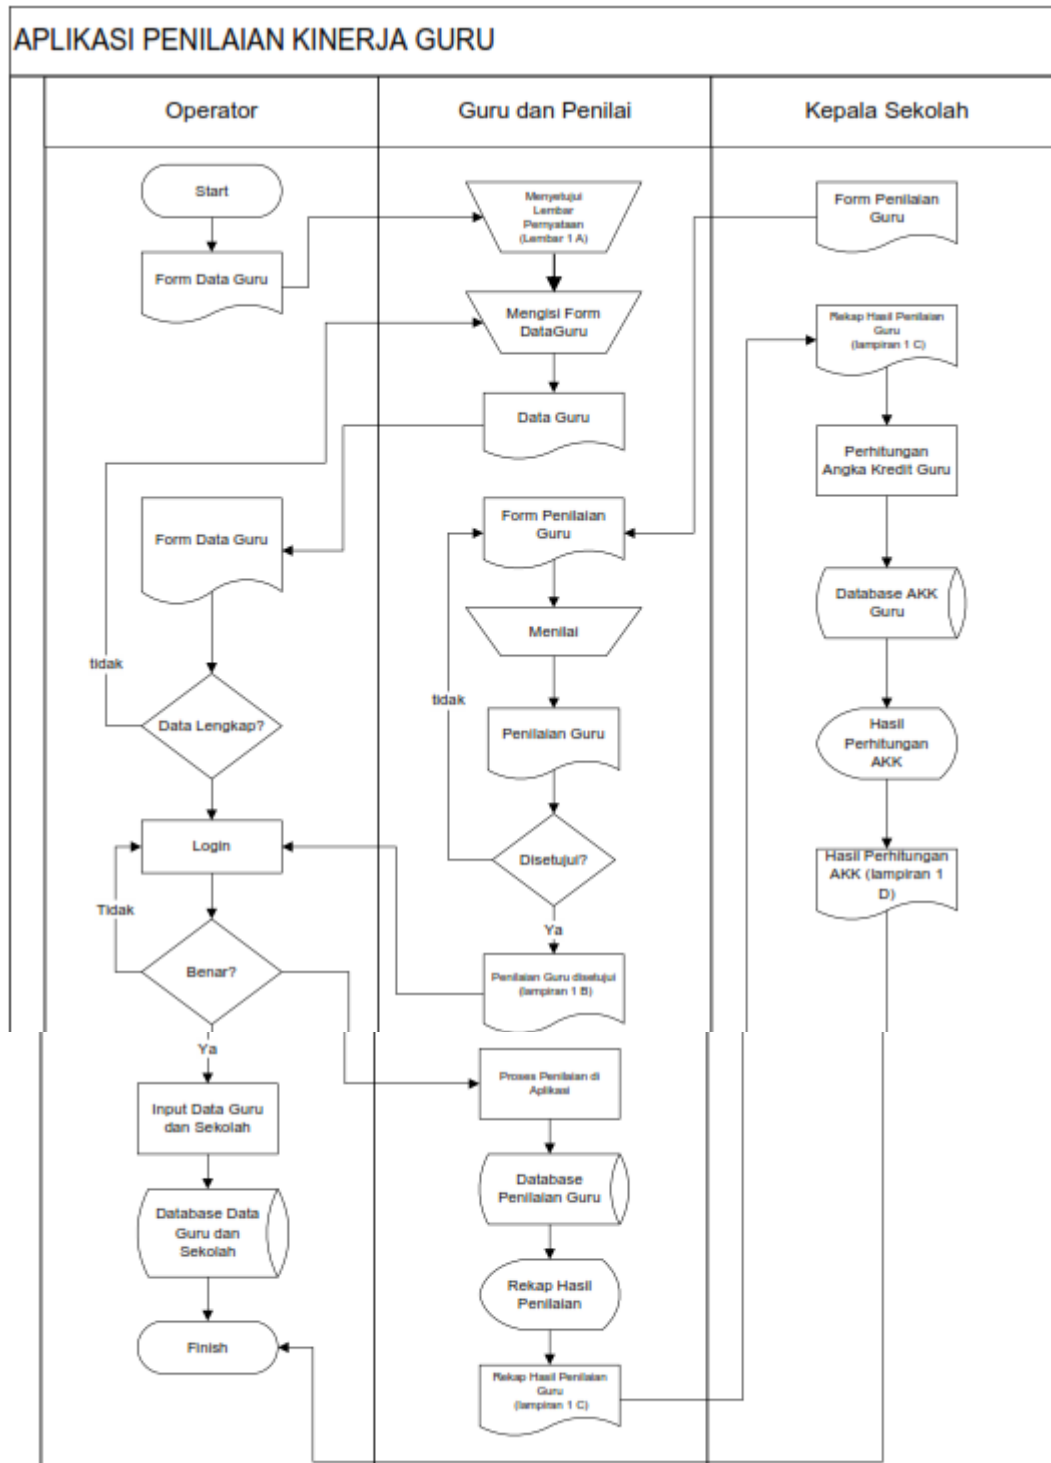 APLIKASI PENILAIAN KINERJA GURU
Operator
Guru dan Penilai
Kepala Sekolah
Start
Form Data Guru
Form Data Guru
tidak
Data Lengkap?
Login
Tidak
Benar?
Ya
Input Data Guru
dan Sekolah
Database Data
Guru dan
Sekolah
Finish
Menyetujui
Lembar
Pernyataan
(Lembar 1 A)
Mengisi Form
DataGuru
Data Guru
Form Penilaian
Guru
Menilai
tidak
Penilaian Guru
Disetujui?
Ya
Penilaian Guru disetujui
(lampiran 1 B)
Proses Penilaian di
Aplikasi
Database
Penilaian Guru
Rekap Hasil
Penilaian
Rekap Hasil Penilaian
Guru
(lampiran 1 C)
Form Penilaian
Guru
Rekap Hasil Penilaian
Guru
(lampiran 1 C)
Perhitungan
Angka Kredit Guru
Database AKK
Guru
Hasil
Perhitungan
AKK
Hasil Perhitungan
AKK (lampiran 1
D)